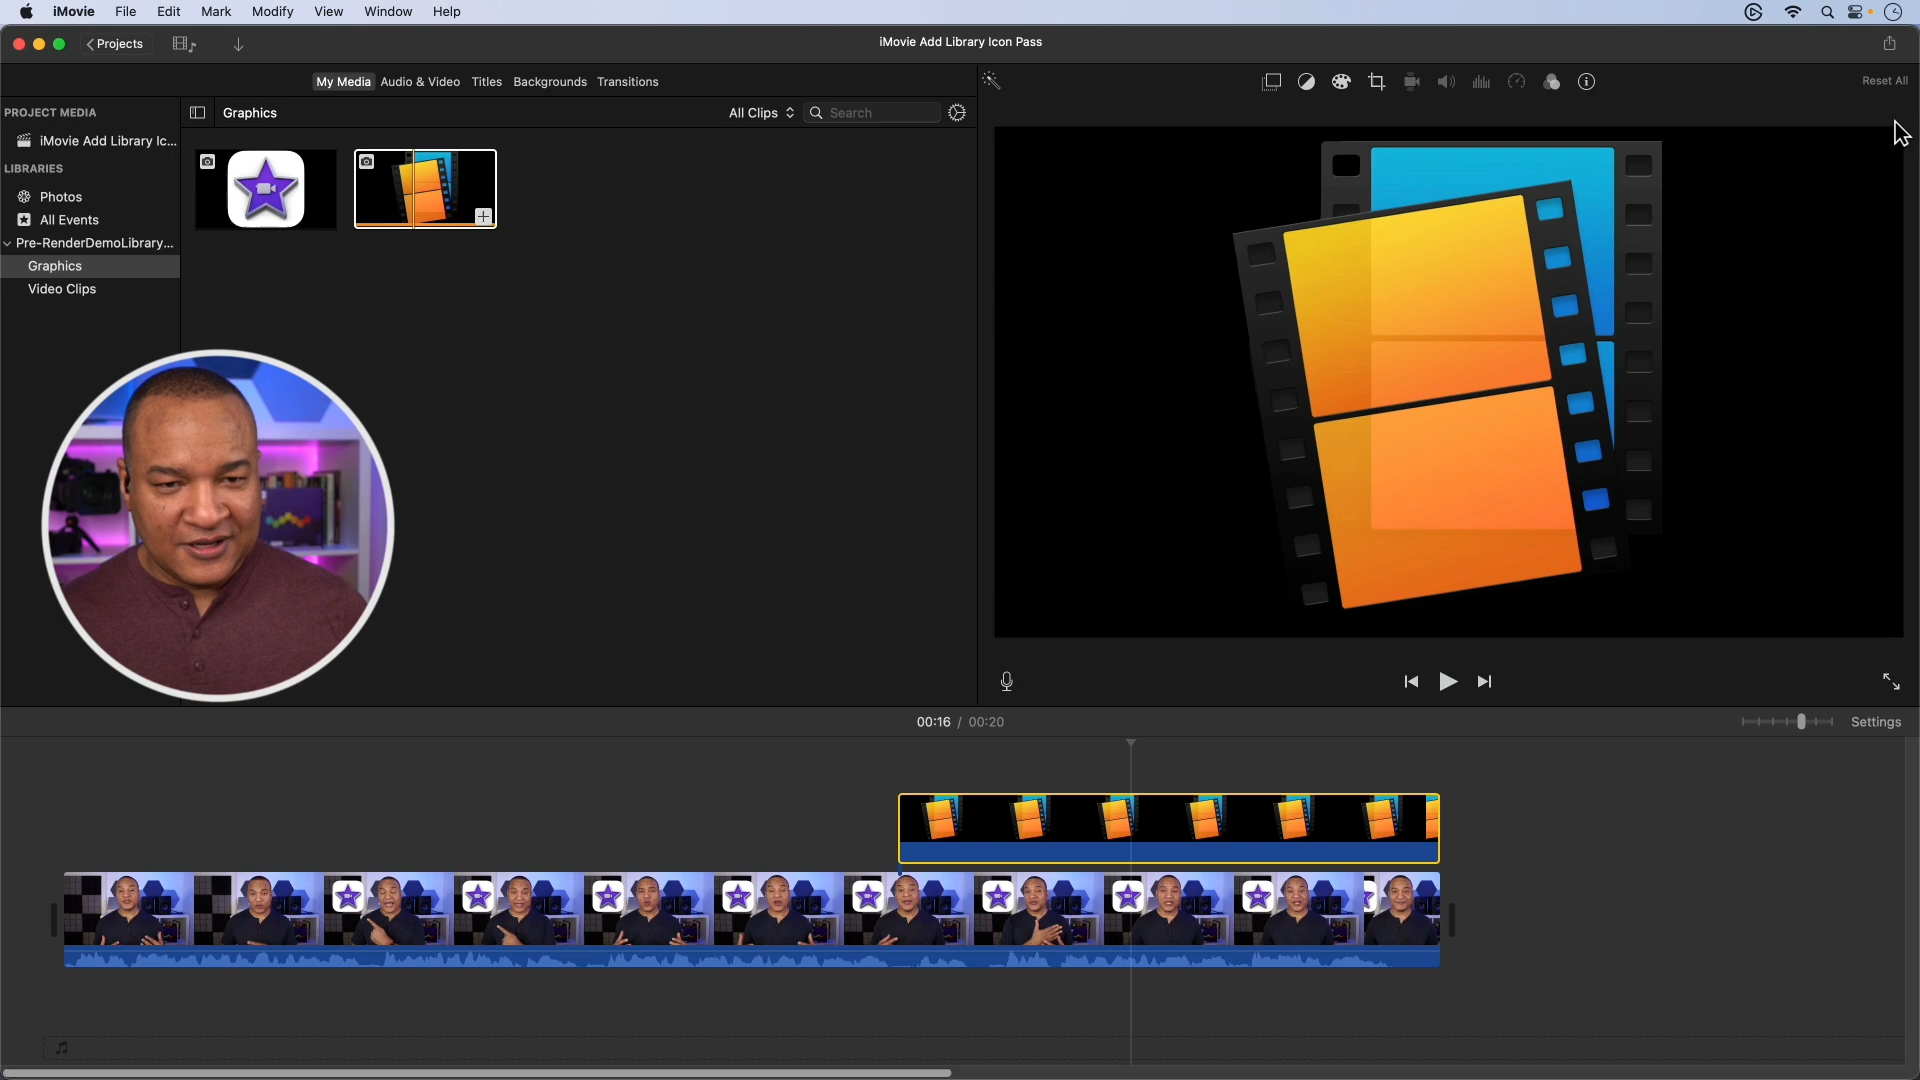 iMovie File Edit Mark Modify View Window Help
Projects
iMovie Add Library Icon Pass
My Media Audio & Video Titles Backgrounds Transitions
Reset All
PROJECT MEDIA
iMovie Add Library Ic...
LIBRARIES
Photos
All Events
Pre-RenderDemoLibrary...
Graphics
Video Clips
Graphics
All Clips
Search
00:16 / 00:20
Settings